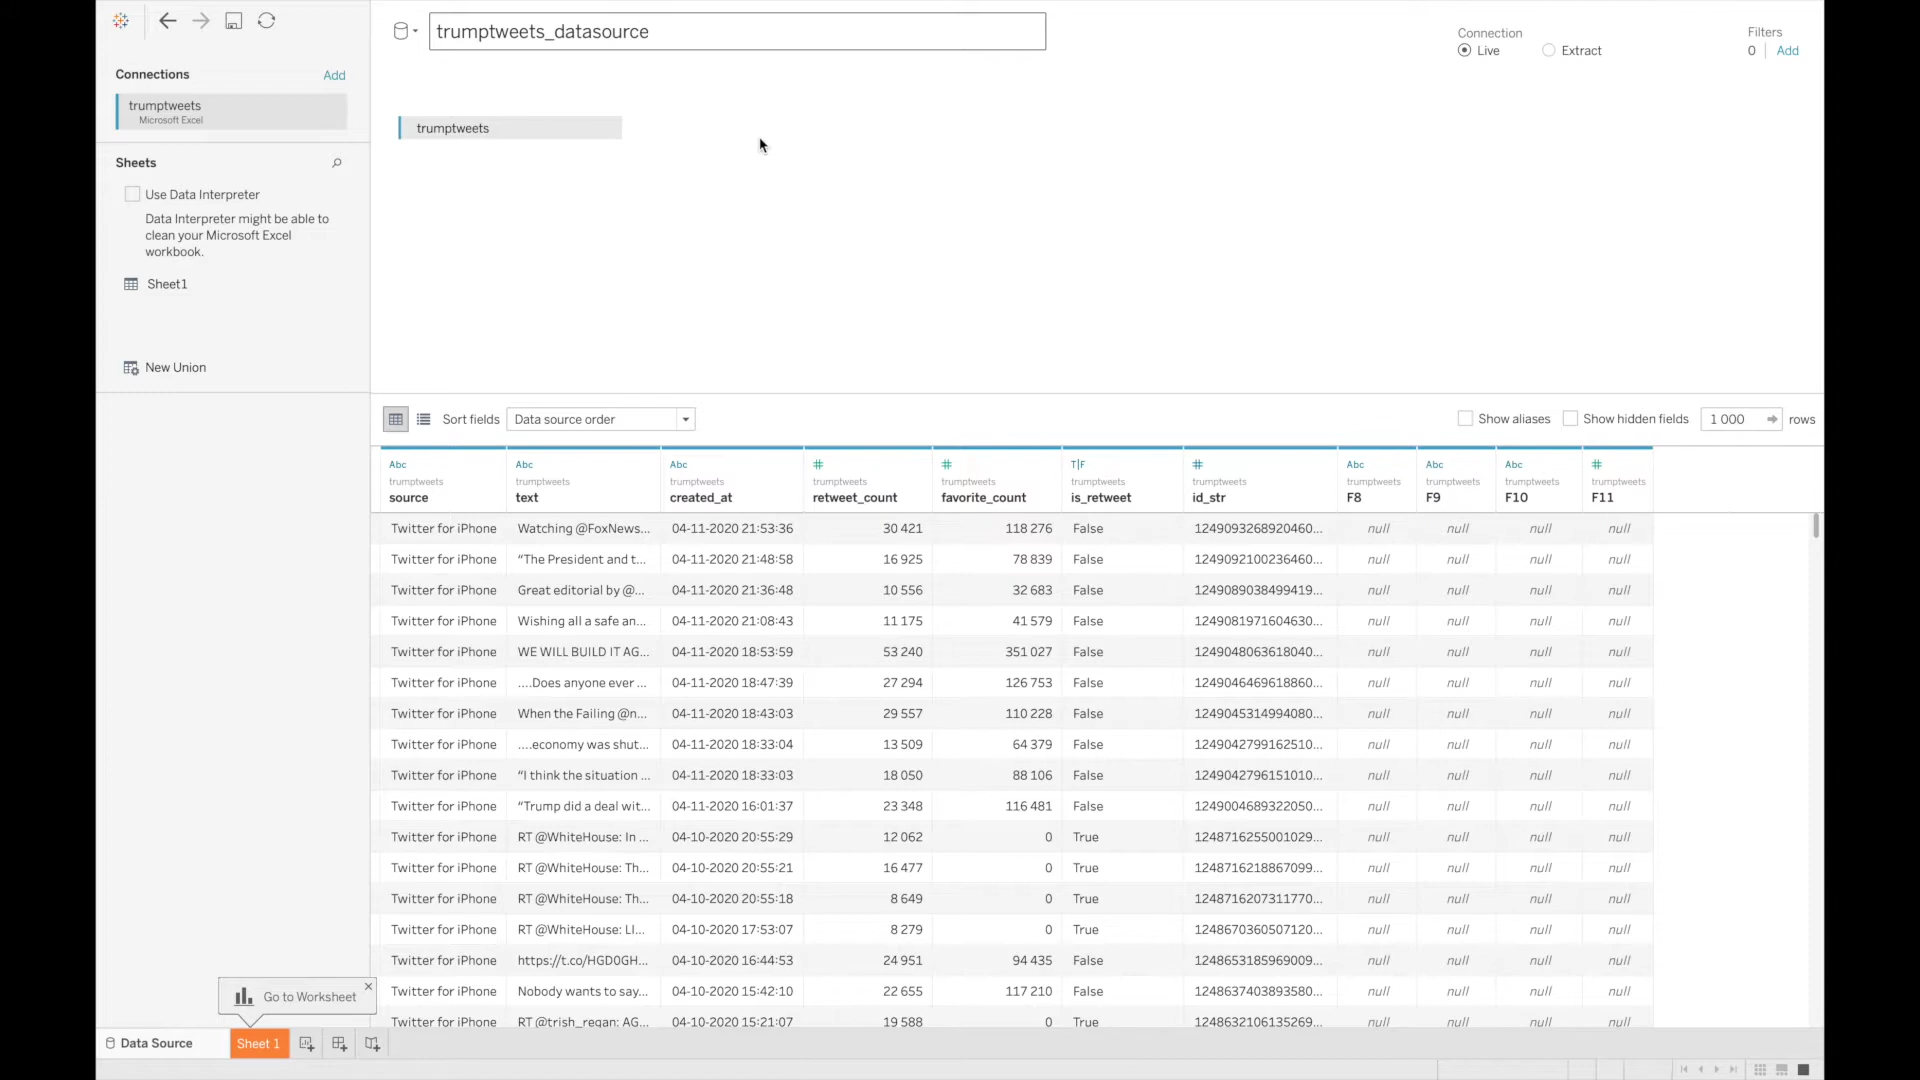 trumptweets_datasource
Connection
Live
Extract
Filters
0
Add
Connections
Add
trumptweets
Microsoft Excel
trumptweets
Sheets
Use Data Interpreter
Data Interpreter might be able to
clean your Microsoft Excel
workbook.
Sheet1
New Union
Sort fields
Data source order
Show aliases
Show hidden fields
1 000
rows
Abc Abc Abc # # T|F # Abc Abc Abc #
trumptweets trumptweets trumptweets trumptweets trumptweets trumptweets trumptweets trumptweets trumptweets trumptweets trumptweets
source text created_at retweet_count favorite_count is_retweet id_str F8 F9 F10 F11
Twitter for iPhone Watching @FoxNews... 04-11-2020 21:53:36 30 421 118 276 False 1249093268920460... null null null null
Twitter for iPhone “The President and t... 04-11-2020 21:48:58 16 925 78 839 False 1249092100236460... null null null null
Twitter for iPhone Great editorial by @... 04-11-2020 21:36:48 10 556 32 683 False 1249089038499419... null null null null
Twitter for iPhone Wishing all a safe an... 04-11-2020 21:08:43 11 175 41 579 False 1249081971604630... null null null null
Twitter for iPhone WE WILL BUILD IT AG... 04-11-2020 18:53:59 53 240 351 027 False 1249048063618040... null null null null
Twitter for iPhone ....Does anyone ever ... 04-11-2020 18:47:39 27 294 126 753 False 1249046469618860... null null null null
Twitter for iPhone When the Failing @n... 04-11-2020 18:43:03 29 557 110 228 False 1249045314994080... null null null null
Twitter for iPhone ....economy was shut... 04-11-2020 18:33:04 13 509 64 379 False 1249042799162510... null null null null
Twitter for iPhone “I think the situation ... 04-11-2020 18:33:03 18 050 88 106 False 1249042796151010... null null null null
Twitter for iPhone “Trump did a deal wit... 04-11-2020 16:01:37 23 348 116 481 False 1249004689322050... null null null null
Twitter for iPhone RT @WhiteHouse: In ... 04-10-2020 20:55:29 12 062 0 True 1248716255001029... null null null null
Twitter for iPhone RT @WhiteHouse: Th... 04-10-2020 20:55:21 16 477 0 True 1248716218867099... null null null null
Twitter for iPhone RT @WhiteHouse: Th... 04-10-2020 20:55:18 8 649 0 True 1248716207311770... null null null null
Twitter for iPhone RT @WhiteHouse: LI... 04-10-2020 17:53:07 8 279 0 True 1248670360507120... null null null null
Twitter for iPhone https://t.co/HGD0GH... 04-10-2020 16:44:53 24 951 94 435 False 1248653185969009... null null null null
Twitter for iPhone Nobody wants to say... 04-10-2020 15:42:10 22 655 117 210 False 1248637403893580... null null null null
Twitter for iPhone RT @trish_regan: AG... 04-10-2020 15:21:07 19 588 0 True 1248632106135269... null null null null
Go to Worksheet
Data Source
Sheet 1